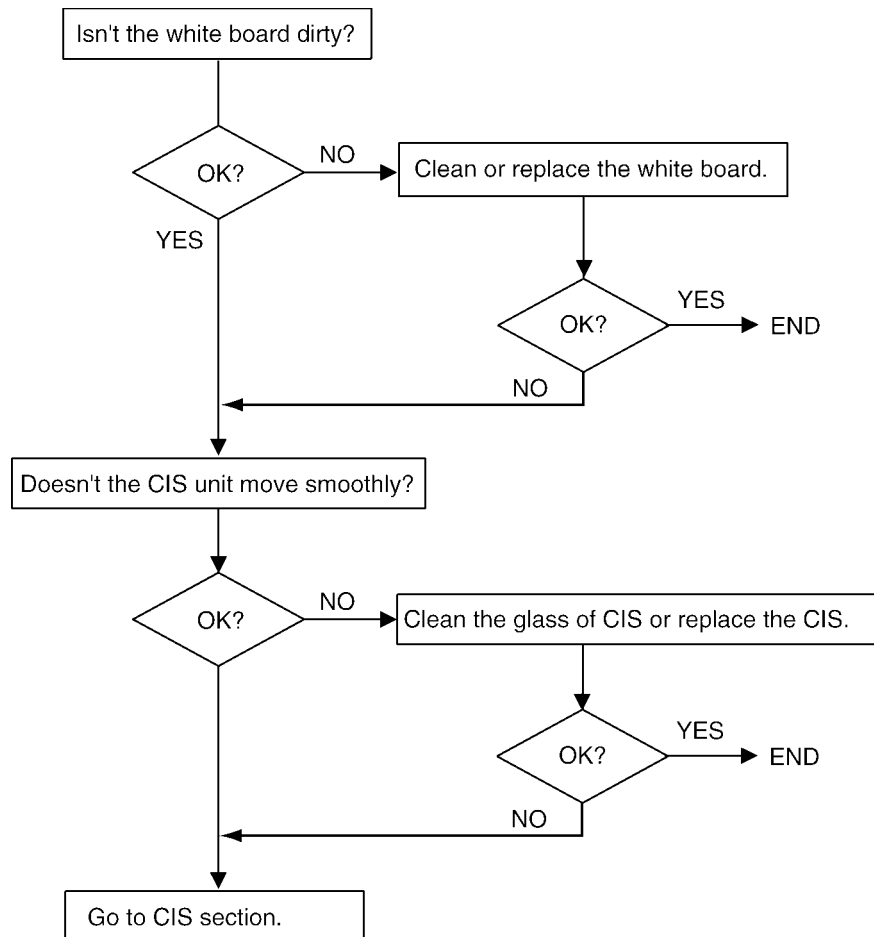 Isn't the white board dirty?
OK?
NO
Clean or replace the white board.
YES
OK?
YES
END
NO
Doesn't the CIS unit move smoothly?
OK?
NO
Clean the glass of CIS or replace the CIS.
OK?
YES
END
NO
Go to CIS section.